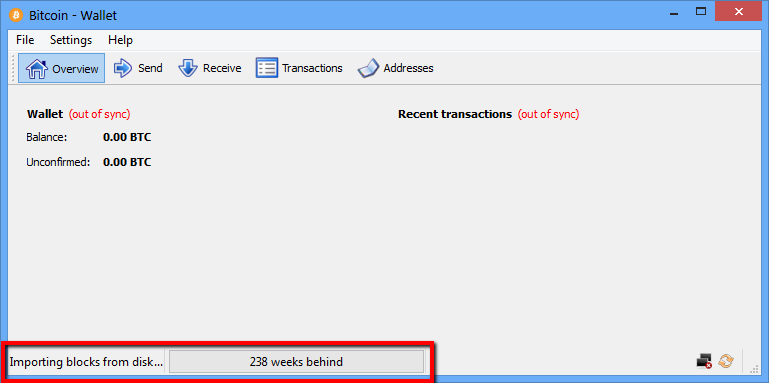 Bitcoin - Wallet
File Settings Help
Overview Send Receive Transactions Addresses
Wallet (out of sync) Recent transactions (out of sync)
Balance: 0.00 BTC
Unconfirmed: 0.00 BTC
Importing blocks from disk... 238 weeks behind